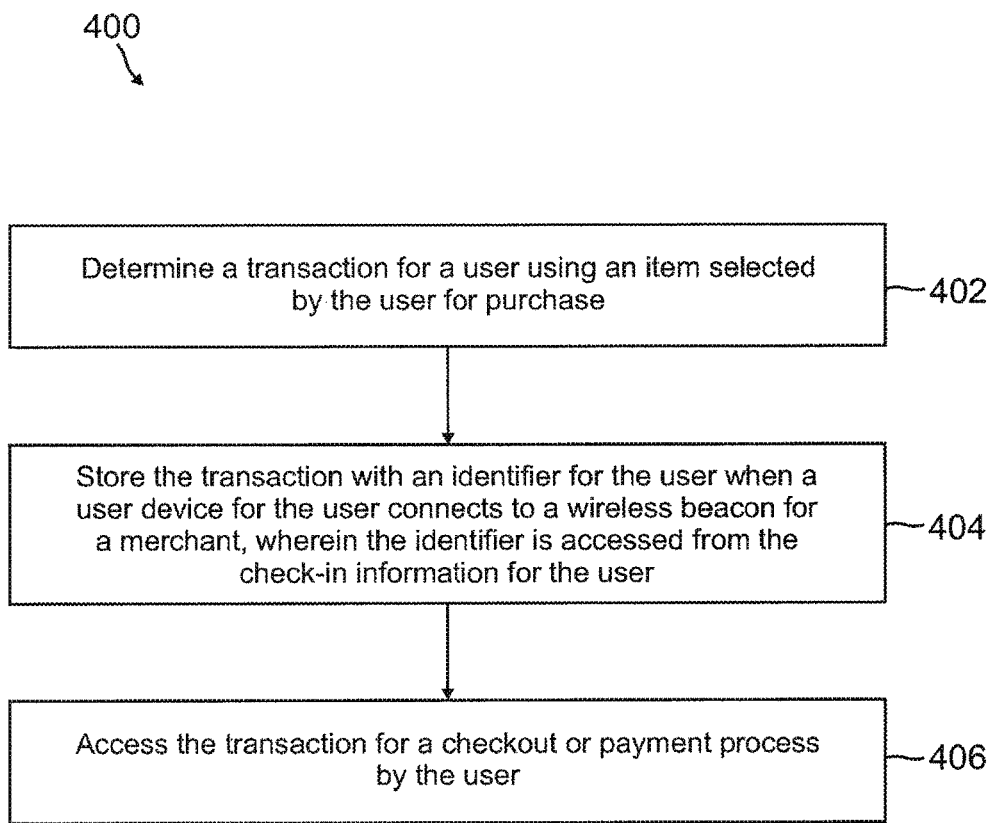 400
Determine a transaction for a user using an item selected
by the user for purchase
402
Store the transaction with an identifier for the user when a
user device for the user connects to a wireless beacon for
a merchant, wherein the identifier is accessed from the
check-in information for the user
404
Access the transaction for a checkout or payment process
by the user
406